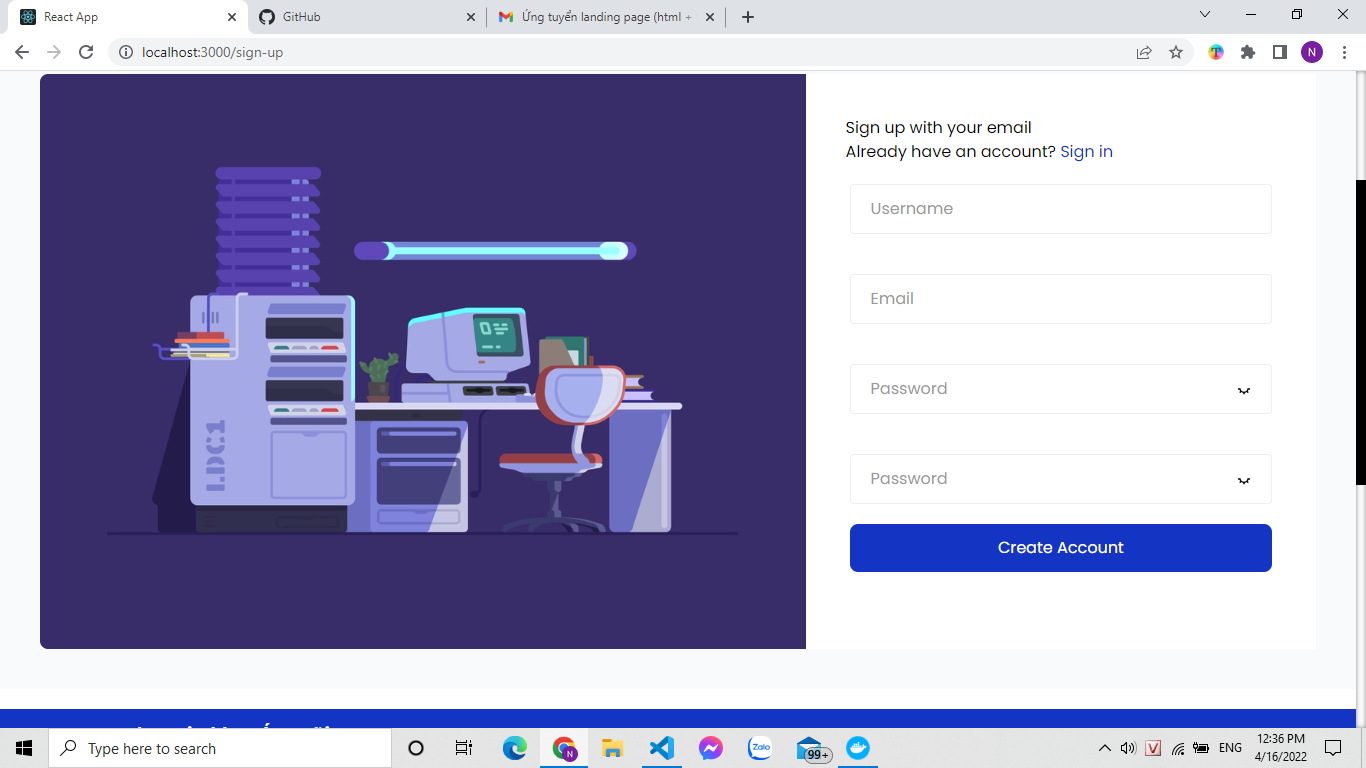 React App
GitHub
Ứng tuyển landing page (html +
localhost:3000/sign-up
N
Sign up with your email
Already have an account? Sign in
Username
Email
Password
Password
Create Account
LDC1
Type here to search
N
Zalo
99+
V
ENG
12:36 PM
4/16/2022